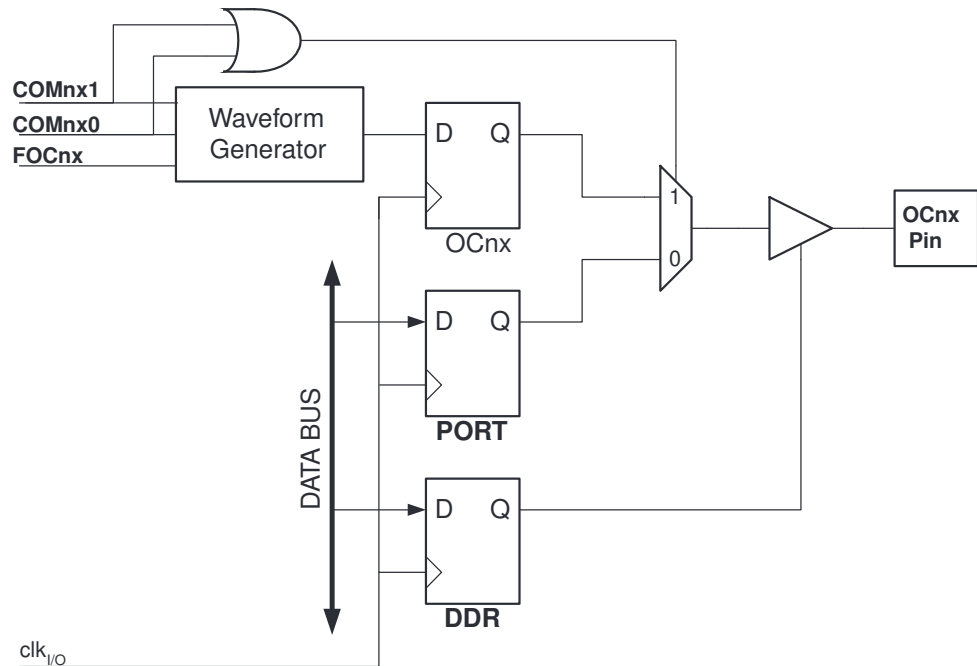 COMnx1
COMnx0
FOCnx
Waveform
Generator
D Q
OCnx
1
0
OCnx
Pin
D Q
PORT
DATA BUS
D Q
DDR
clkI/O